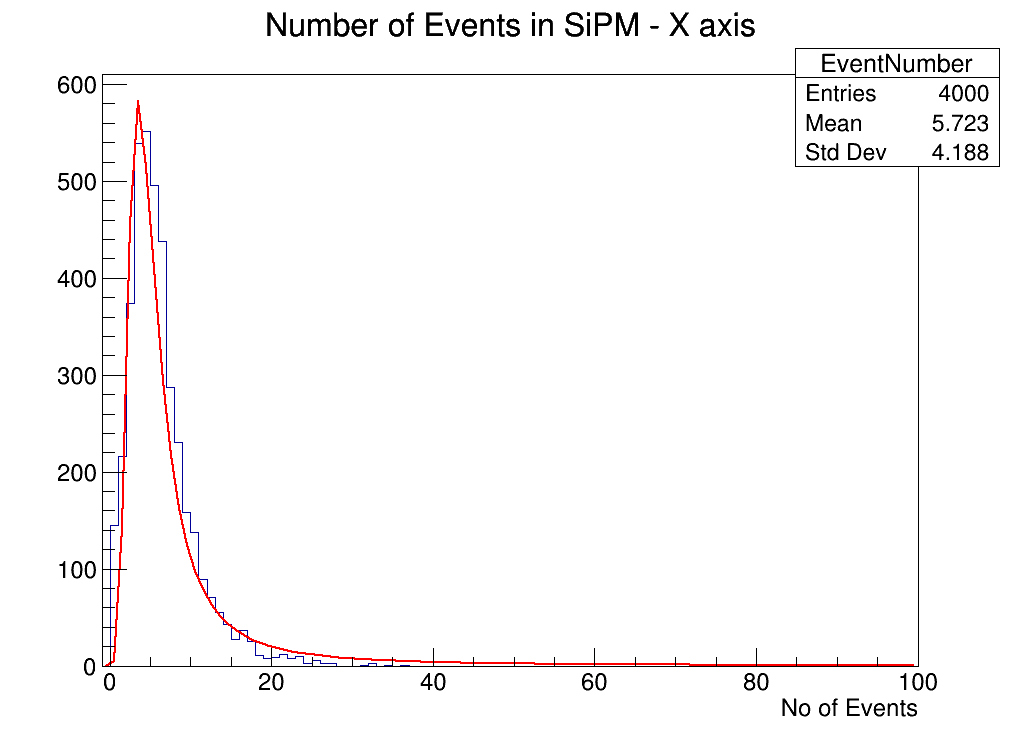 Number of Events in SiPM - X axis
EventNumber
Entries 4000
Mean 5.723
Std Dev 4.188
600
500
400
300
200
100
0
0 20 40 60 80 100
No of Events